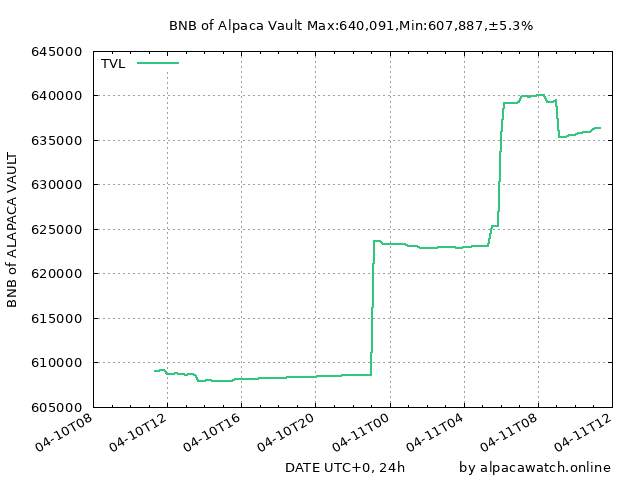 BNB of Alpaca Vault Max:640,091,Min:607,887,±5.3%
TVL
645000
640000
635000
630000
625000
620000
615000
610000
605000
BNB of ALAPACA VAULT
04-10T08
04-10T12
04-10T16
04-10T20
04-11T00
04-11T04
04-11T08
04-11T12
DATE UTC+0, 24h
by alpacawatch.online